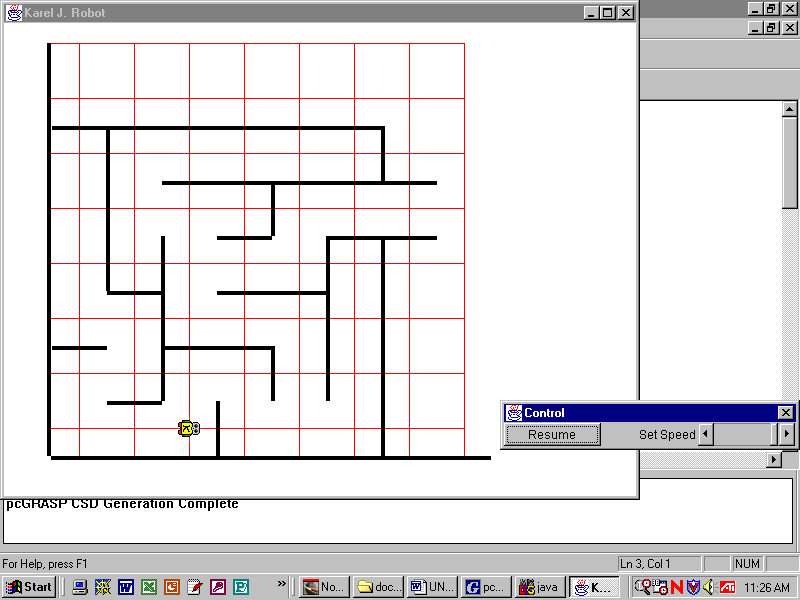 Karel J. Robot
Control
Resume
Set Speed
pcGRASP CSD Generation Complete
For Help, press F1
Ln 3, Col 1
NUM
Start
»
No...
doc...
UN...
pc...
java
K...
11:26 AM